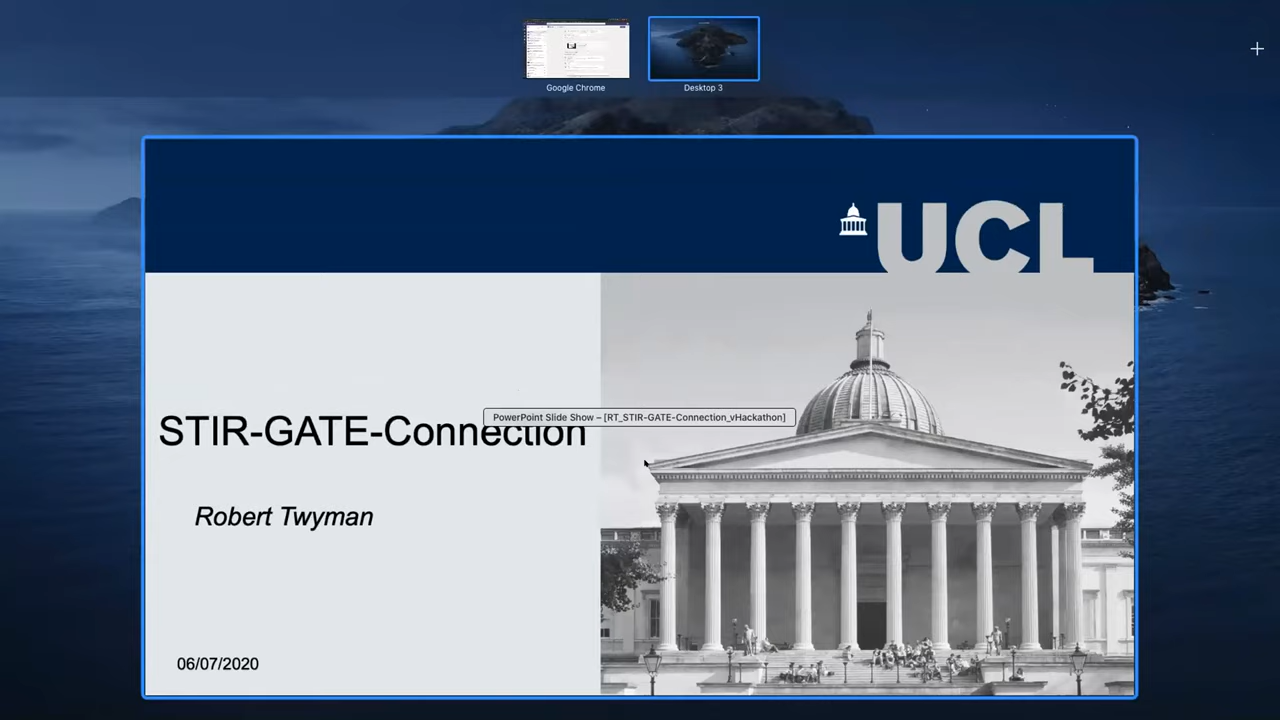 Google Chrome
Desktop 3
UCL
PowerPoint Slide Show – [RT_STIR-GATE-Connection_vHackathon]
STIR-GATE-Connection
Robert Twyman
06/07/2020